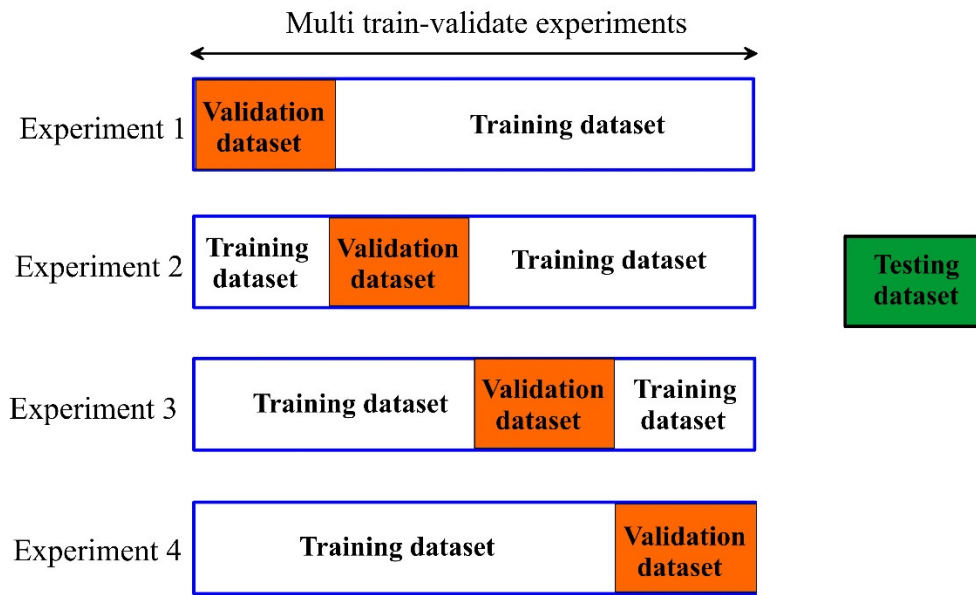 Multi train-validate experiments
Experiment 1
Validation
dataset
Training dataset
Experiment 2
Training
dataset
Validation
dataset
Training dataset
Testing
dataset
Experiment 3
Training dataset
Validation
dataset
Training
dataset
Experiment 4
Training dataset
Validation
dataset